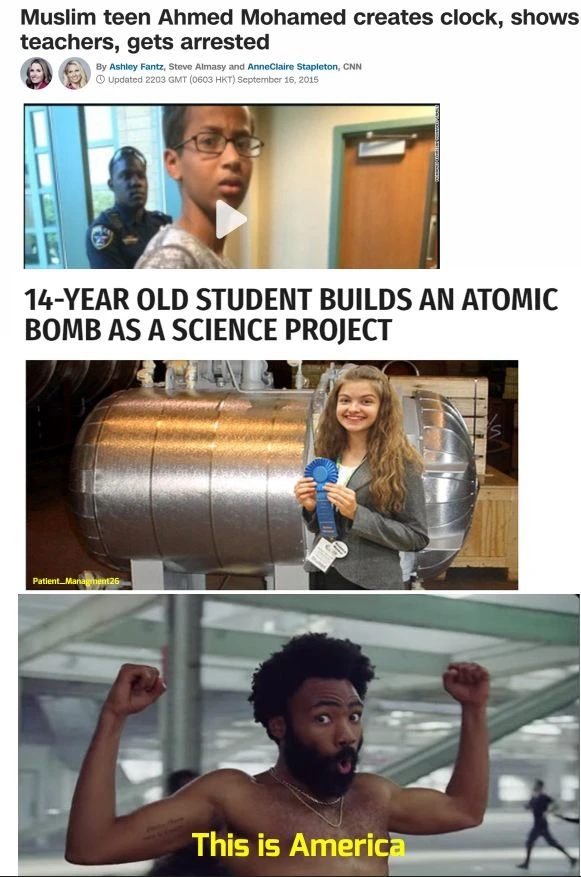 Muslim teen Ahmed Mohamed creates clock, shows
teachers, gets arrested
By Ashley Fantz, Steve Almasy and AnneClaire Stapleton, CNN
Updated 2203 GMT (0603 HKT) September 16, 2015
14-YEAR OLD STUDENT BUILDS AN ATOMIC
BOMB AS A SCIENCE PROJECT
Patient_Managment26
This is America